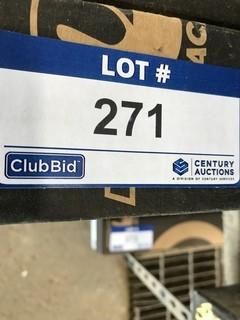 LOT #
271
ClubBid
CENTURY
AUCTIONS
A DIVISION OF CENTURY SERVICES